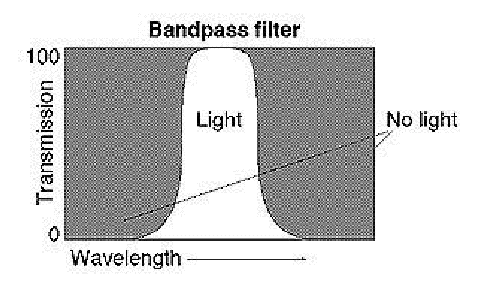 Bandpass filter
100
Transmission
Light
No light
0
Wavelength